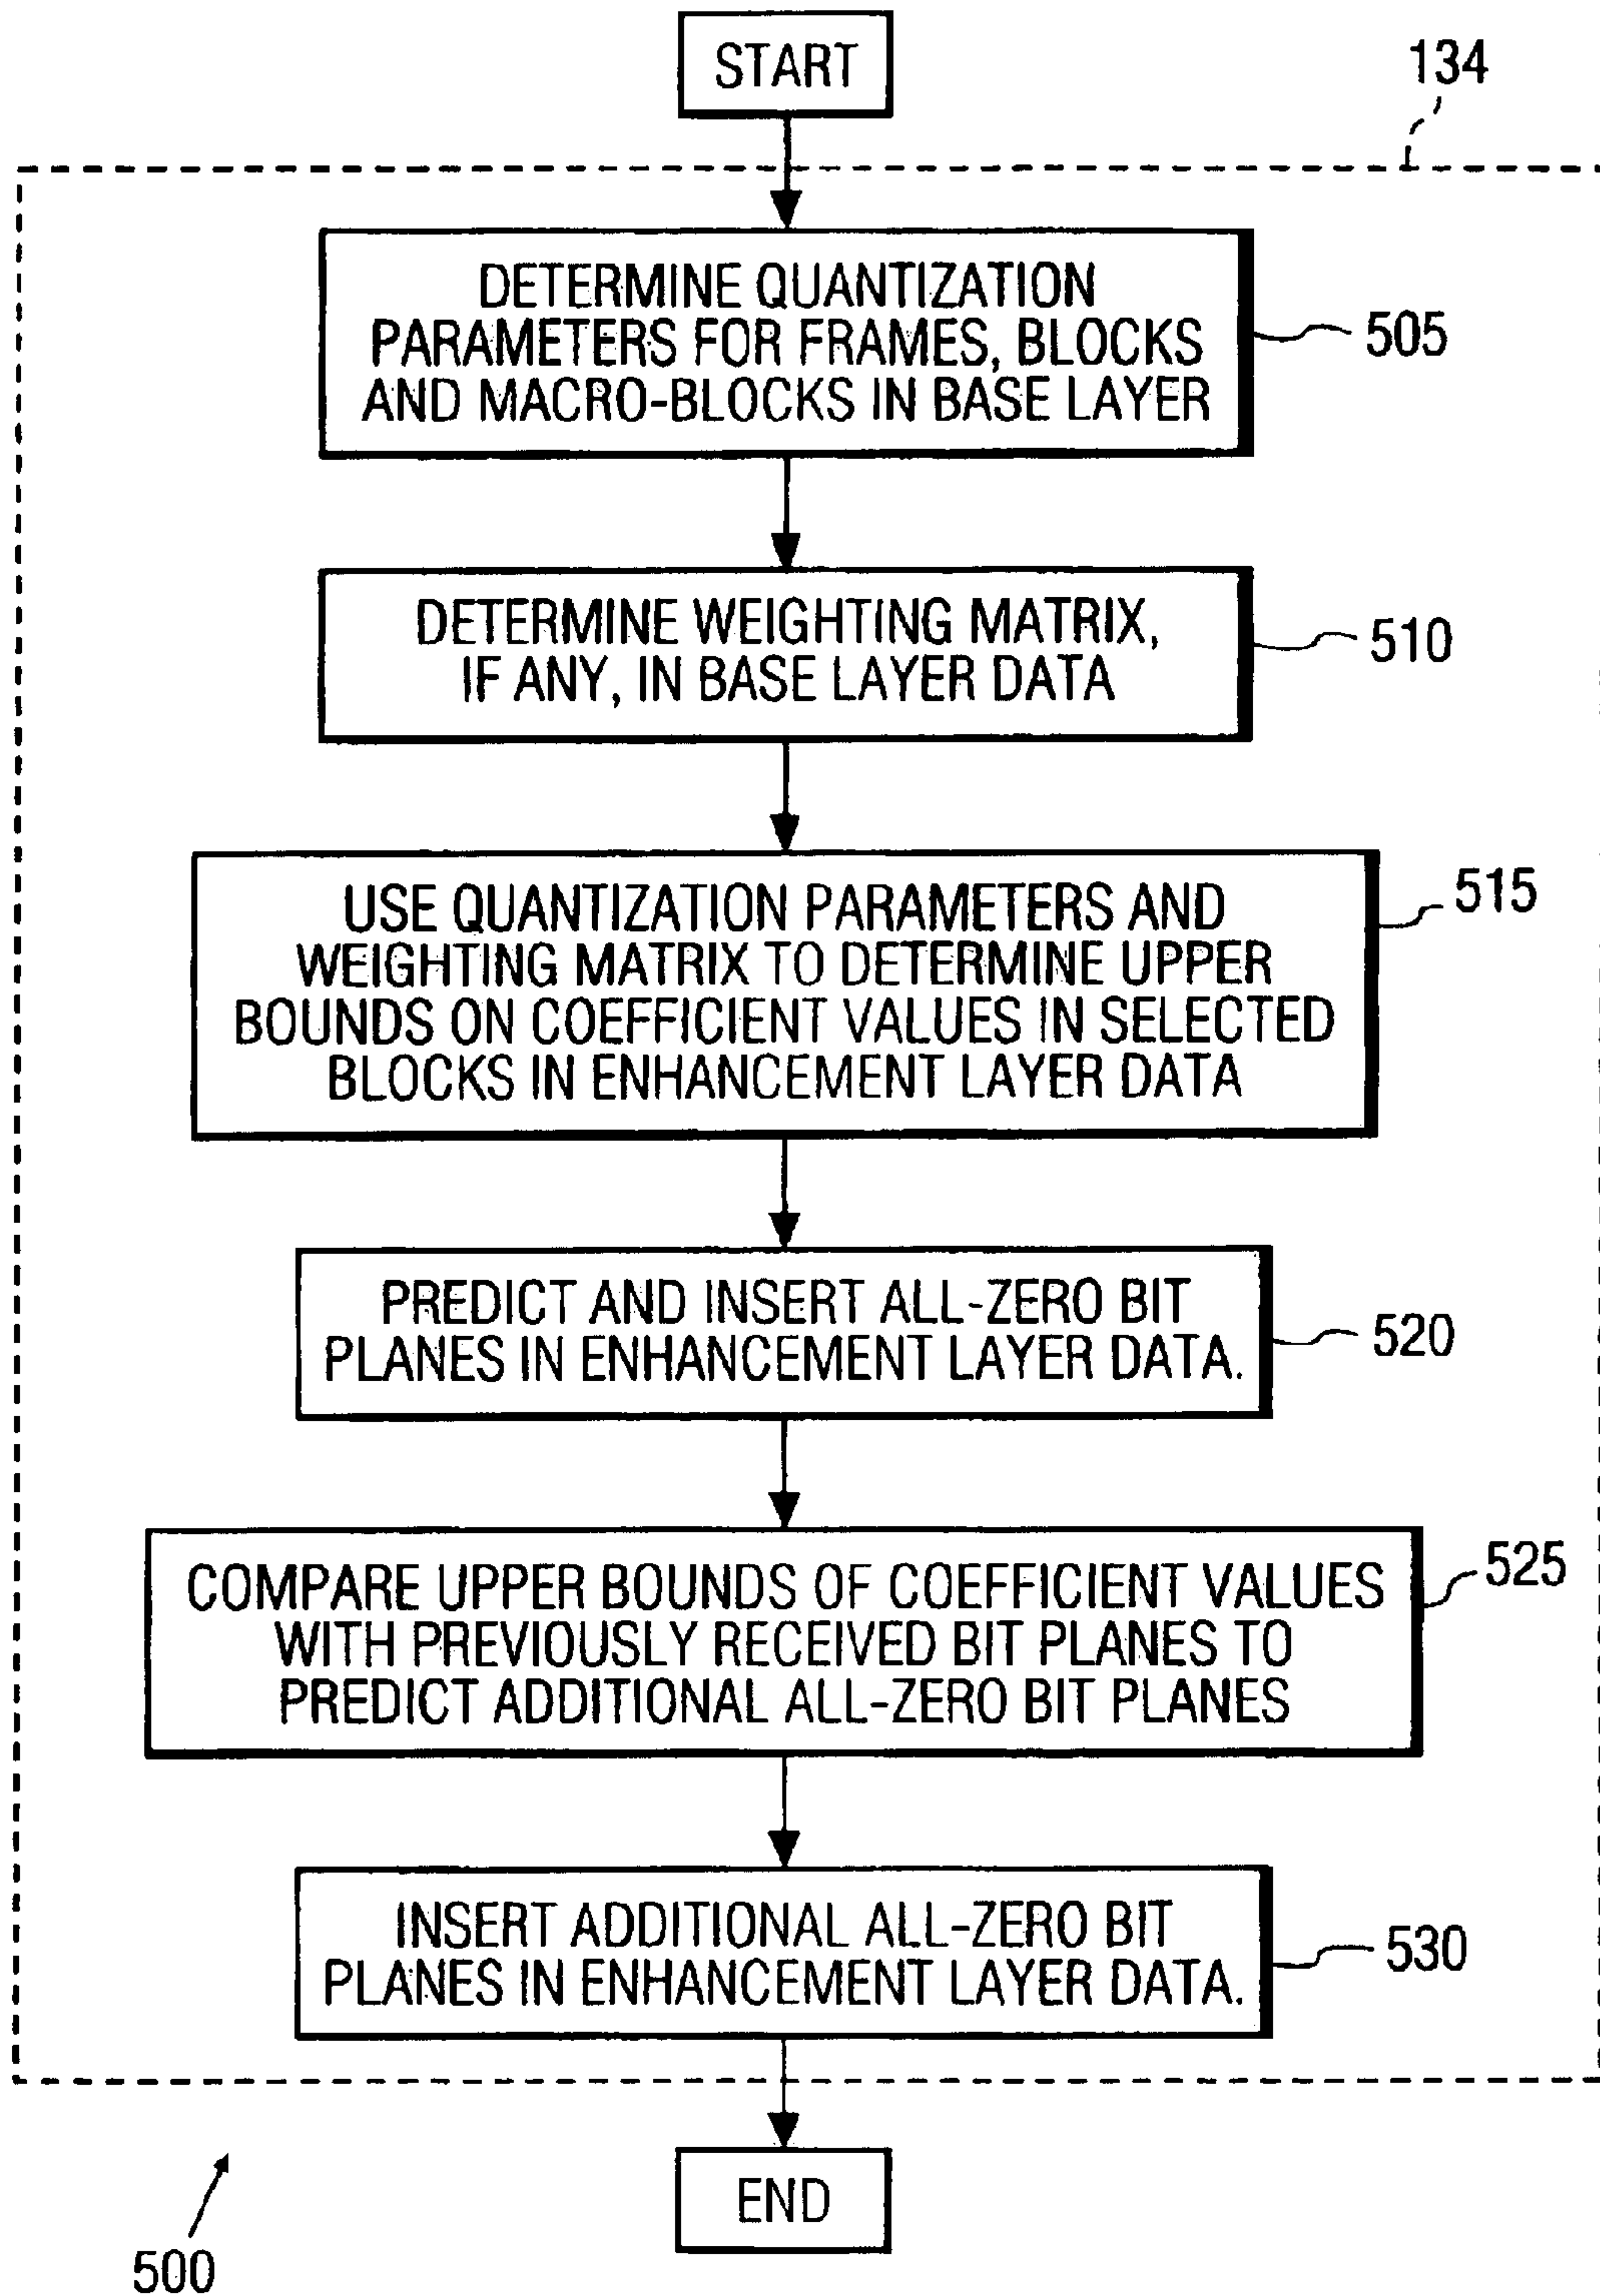 START
134
DETERMINE QUANTIZATION
PARAMETERS FOR FRAMES, BLOCKS
AND MACRO-BLOCKS IN BASE LAYER
505
DETERMINE WEIGHTING MATRIX,
IF ANY, IN BASE LAYER DATA
510
USE QUANTIZATION PARAMETERS AND
WEIGHTING MATRIX TO DETERMINE UPPER
BOUNDS ON COEFFICIENT VALUES IN SELECTED
BLOCKS IN ENHANCEMENT LAYER DATA
515
PREDICT AND INSERT ALL-ZERO BIT
PLANES IN ENHANCEMENT LAYER DATA.
520
COMPARE UPPER BOUNDS OF COEFFICIENT VALUES
WITH PREVIOUSLY RECEIVED BIT PLANES TO
PREDICT ADDITIONAL ALL-ZERO BIT PLANES
525
INSERT ADDITIONAL ALL-ZERO BIT
PLANES IN ENHANCEMENT LAYER DATA.
530
END
500